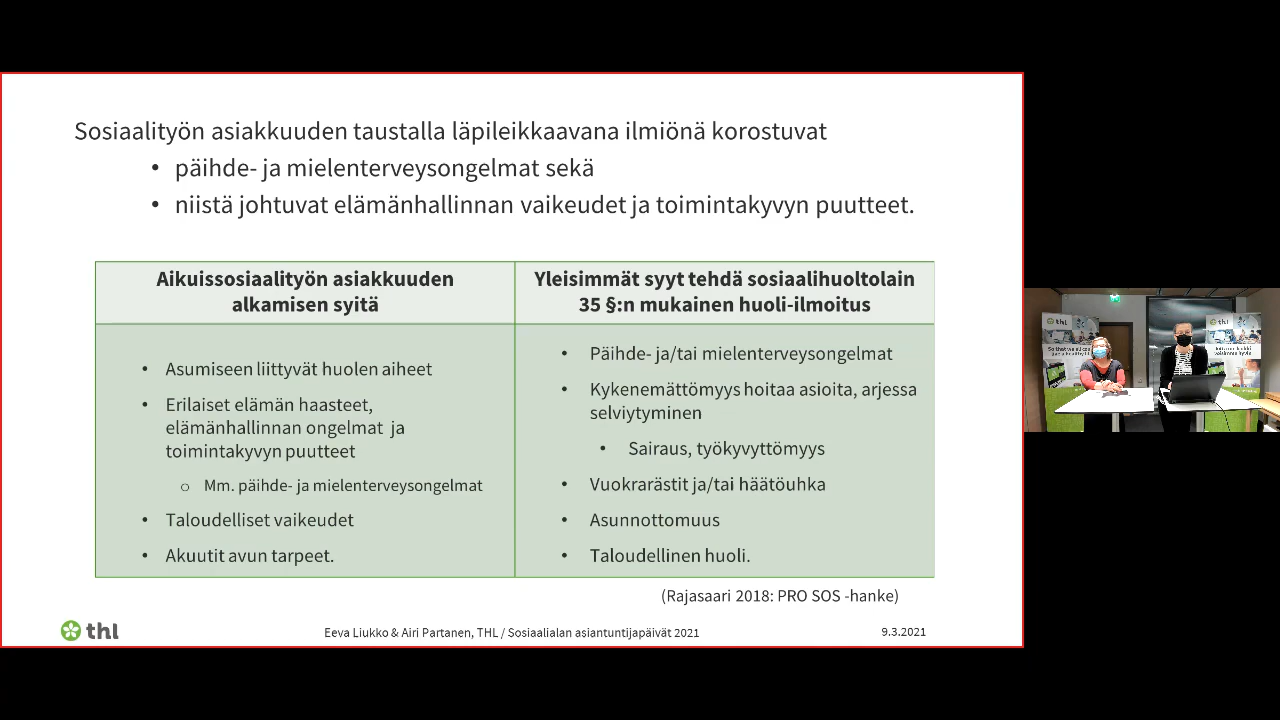 Sosiaalityön asiakkuuden taustalla läpileikkaavana ilmiönä korostuvat
• päihde- ja mielenterveysongelmat sekä
• niistä johtuvat elämänhallinnan vaikeudet ja toimintakyvyn puutteet.
Aikuissosiaalityön asiakkuuden
alkamisen syitä
• Asumiseen liittyvät huolen aiheet
• Erilaiset elämän haasteet,
elämänhallinnan ongelmat ja
toimintakyvyn puutteet
o Mm. päihde- ja mielenterveysongelmat
• Taloudelliset vaikeudet
• Akuutit avun tarpeet.
Yleisimmät syyt tehdä sosiaalihuoltolain
35 §:n mukainen huoli-ilmoitus
• Päihde- ja/tai mielenterveysongelmat
• Kykenemättömyys hoitaa asioita, arjessa
selviytyminen
• Sairaus, työkyvyttömyys
• Vuokrarästit ja/tai häätöuhka
• Asunnottomuus
• Taloudellinen huoli.
(Rajasaari 2018: PRO SOS -hanke)
thl
Eeva Liukko & Airi Partanen, THL / Sosiaalialan asiantuntijapäivät 2021
9.3.2021
thl
thl